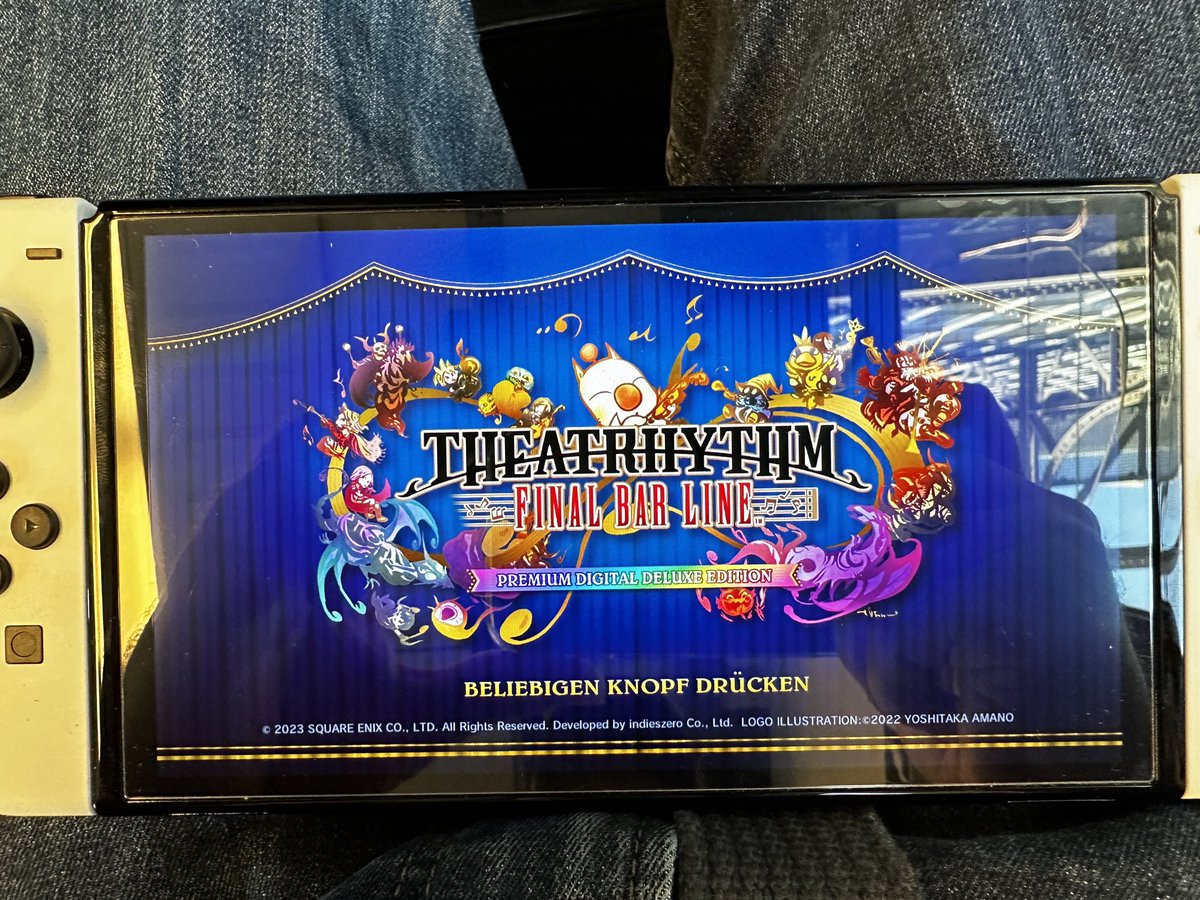 THEATRHYTHM
FINAL BAR LINE
PREMIUM DIGITAL DELUXE EDITION
BELIEBIGEN KNOPF DRÜCKEN
© 2023 SQUARE ENIX CO., LTD. All Rights Reserved. Developed by indieszero Co., Ltd. LOGO ILLUSTRATION:©2022 YOSHITAKA AMANO